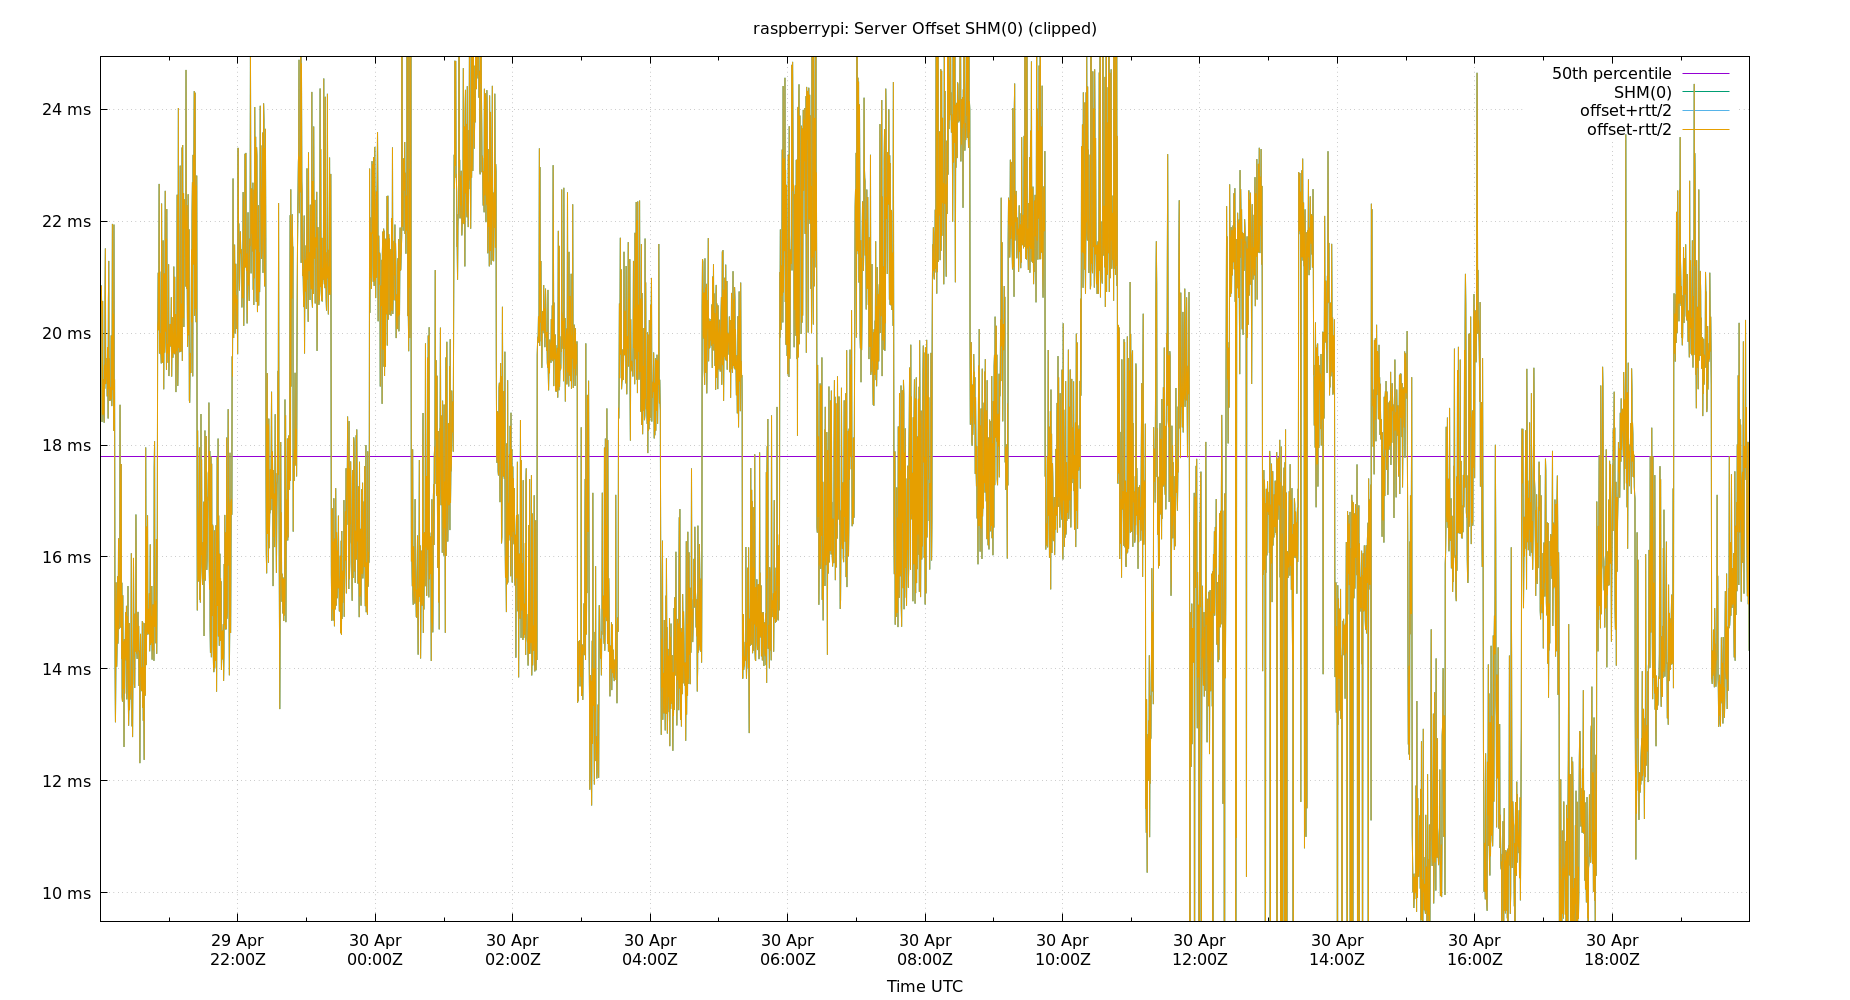 raspberrypi: Server Offset SHM(0) (clipped)
50th percentile
SHM(0)
offset+rtt/2
offset-rtt/2
24 ms
22 ms
20 ms
18 ms
16 ms
14 ms
12 ms
10 ms
29 Apr 30 Apr 30 Apr 30 Apr 30 Apr 30 Apr 30 Apr 30 Apr 30 Apr 30 Apr 30 Apr
22:00Z 00:00Z 02:00Z 04:00Z 06:00Z 08:00Z 10:00Z 12:00Z 14:00Z 16:00Z 18:00Z
Time UTC